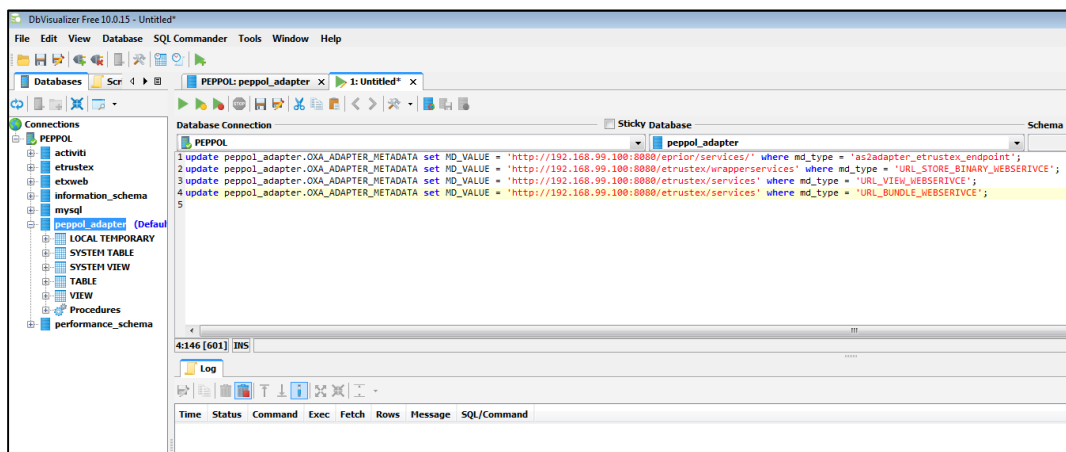 DbVisualizer Free 10.0.15 - Untitled*
File Edit View Database SQL Commander Tools Window Help
Databases Scr PEPPOL: peppol_adapter x 1: Untitled* x
Connections
PEPPOL
activiti
etrustex
etxweb
information_schema
mysql
peppol_adapter (Defaul
LOCAL TEMPORARY
SYSTEM TABLE
SYSTEM VIEW
TABLE
VIEW
Procedures
performance_schema
Database Connection Sticky Database Schema
PEPPOL peppol_adapter
1 update peppol_adapter.OXA_ADAPTER_METADATA set MD_VALUE = 'http://192.168.99.100:8080/eprior/services/' where md_type = 'as2adapter_etrustex_endpoint';
2 update peppol_adapter.OXA_ADAPTER_METADATA set MD_VALUE = 'http://192.168.99.100:8080/etrustex/wrapperservices' where md_type = 'URL_STORE_BINARY_WEBSERIVCE';
3 update peppol_adapter.OXA_ADAPTER_METADATA set MD_VALUE = 'http://192.168.99.100:8080/etrustex/services' where md_type = 'URL_VIEW_WEBSERIVCE';
4 update peppol_adapter.OXA_ADAPTER_METADATA set MD_VALUE = 'http://192.168.99.100:8080/etrustex/services' where md_type = 'URL_BUNDLE_WEBSERIVCE';
5
4:146 [601] INS
Log
Time Status Command Exec Fetch Rows Message SQL/Command